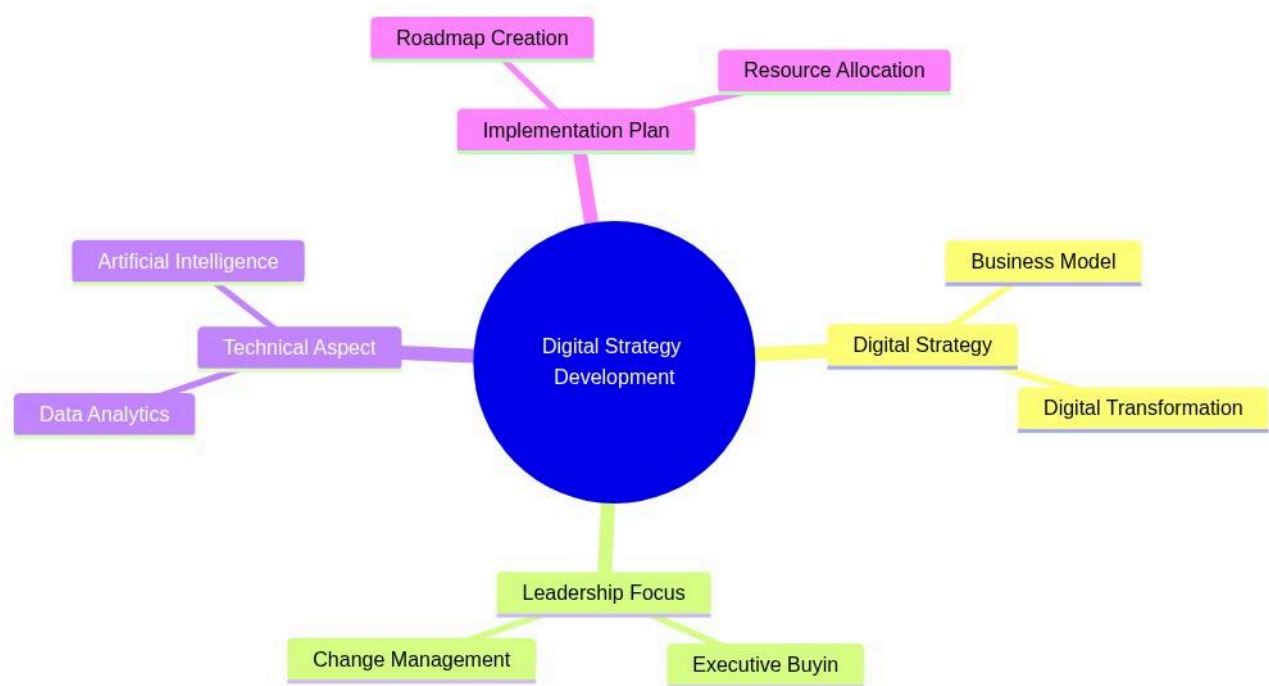 Roadmap Creation
Resource Allocation
Implementation Plan
Artificial Intelligence
Business Model
Technical Aspect
Digital Strategy
Development
Digital Strategy
Data Analytics
Digital Transformation
Leadership Focus
Change Management
Executive Buyin